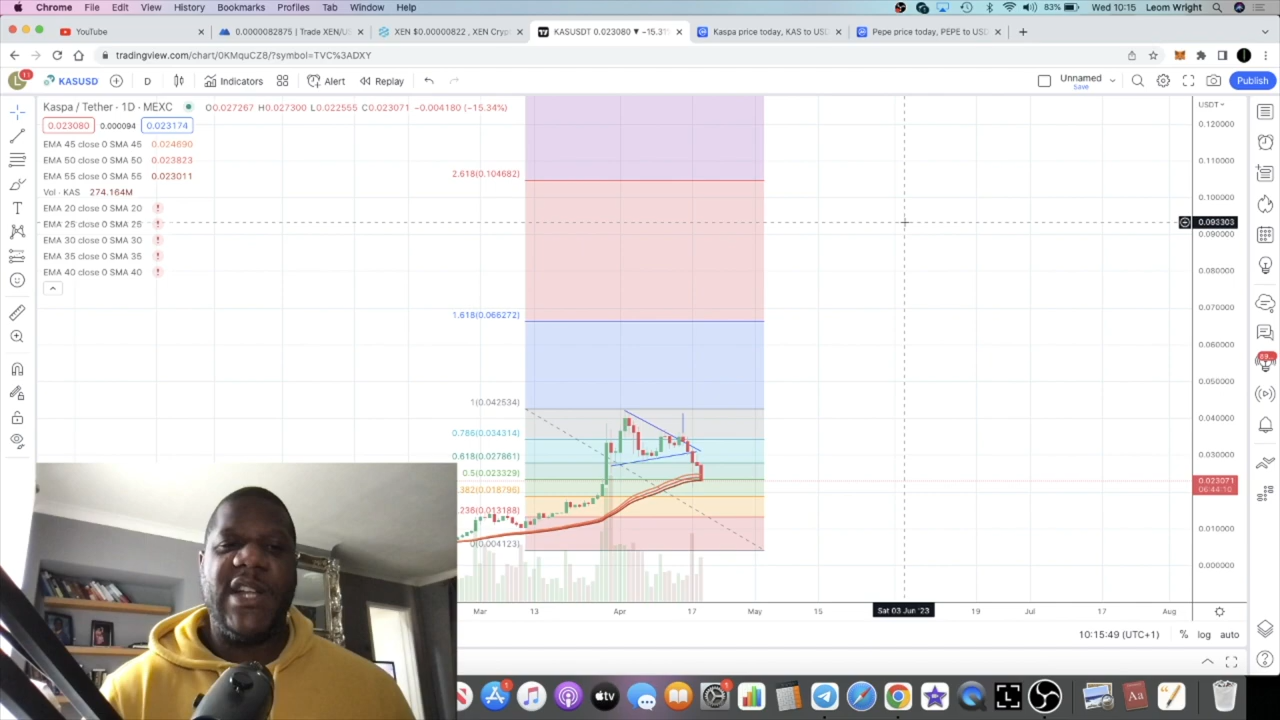 Chrome File Edit View History Bookmarks Profiles Tab Window Help
83% Wed 10:15 Leom Wright
YouTube
0.0000082875 | Trade XEN/US
XEN $0.00000822 , XEN Cryp
KASUSDT 0.023080 ▼ −15.31
Kaspa price today, KAS to USD
Pepe price today, PEPE to USD
tradingview.com/chart/0KMquCZ8/?symbol=TVC%3ADXY
L 11 KASUSD D Indicators Alert Replay
Unnamed
Save
Publish
Kaspa / Tether · 1D · MEXC O0.027267 H0.027300 L0.022555 C0.023071 −0.004180 (−15.34%)
USDT
0.023080 0.000094 0.023174
EMA 45 close 0 SMA 45 0.024690
EMA 50 close 0 SMA 50 0.023823
EMA 55 close 0 SMA 55 0.023011
Vol · KAS 274.164M
EMA 20 close 0 SMA 20 !
EMA 25 close 0 SMA 25 !
EMA 30 close 0 SMA 30 !
EMA 35 close 0 SMA 35 !
EMA 40 close 0 SMA 40 !
2.618(0.104682)
1.618(0.066272)
1(0.042534)
0.786(0.034314)
0.618(0.027861)
0.5(0.023329)
.382(0.018796)
.236(0.013188)
0(0.004123)
0.120000
0.110000
0.100000
0.093303
0.090000
0.080000
0.070000
0.060000
0.050000
0.040000
0.030000
0.023071
06:44:10
0.010000
0.000000
Mar 13 Apr 17 May 15 Sat 03 Jun '23 19 Jul 17 Aug
10:15:49 (UTC+1) % log auto
tv
Aa